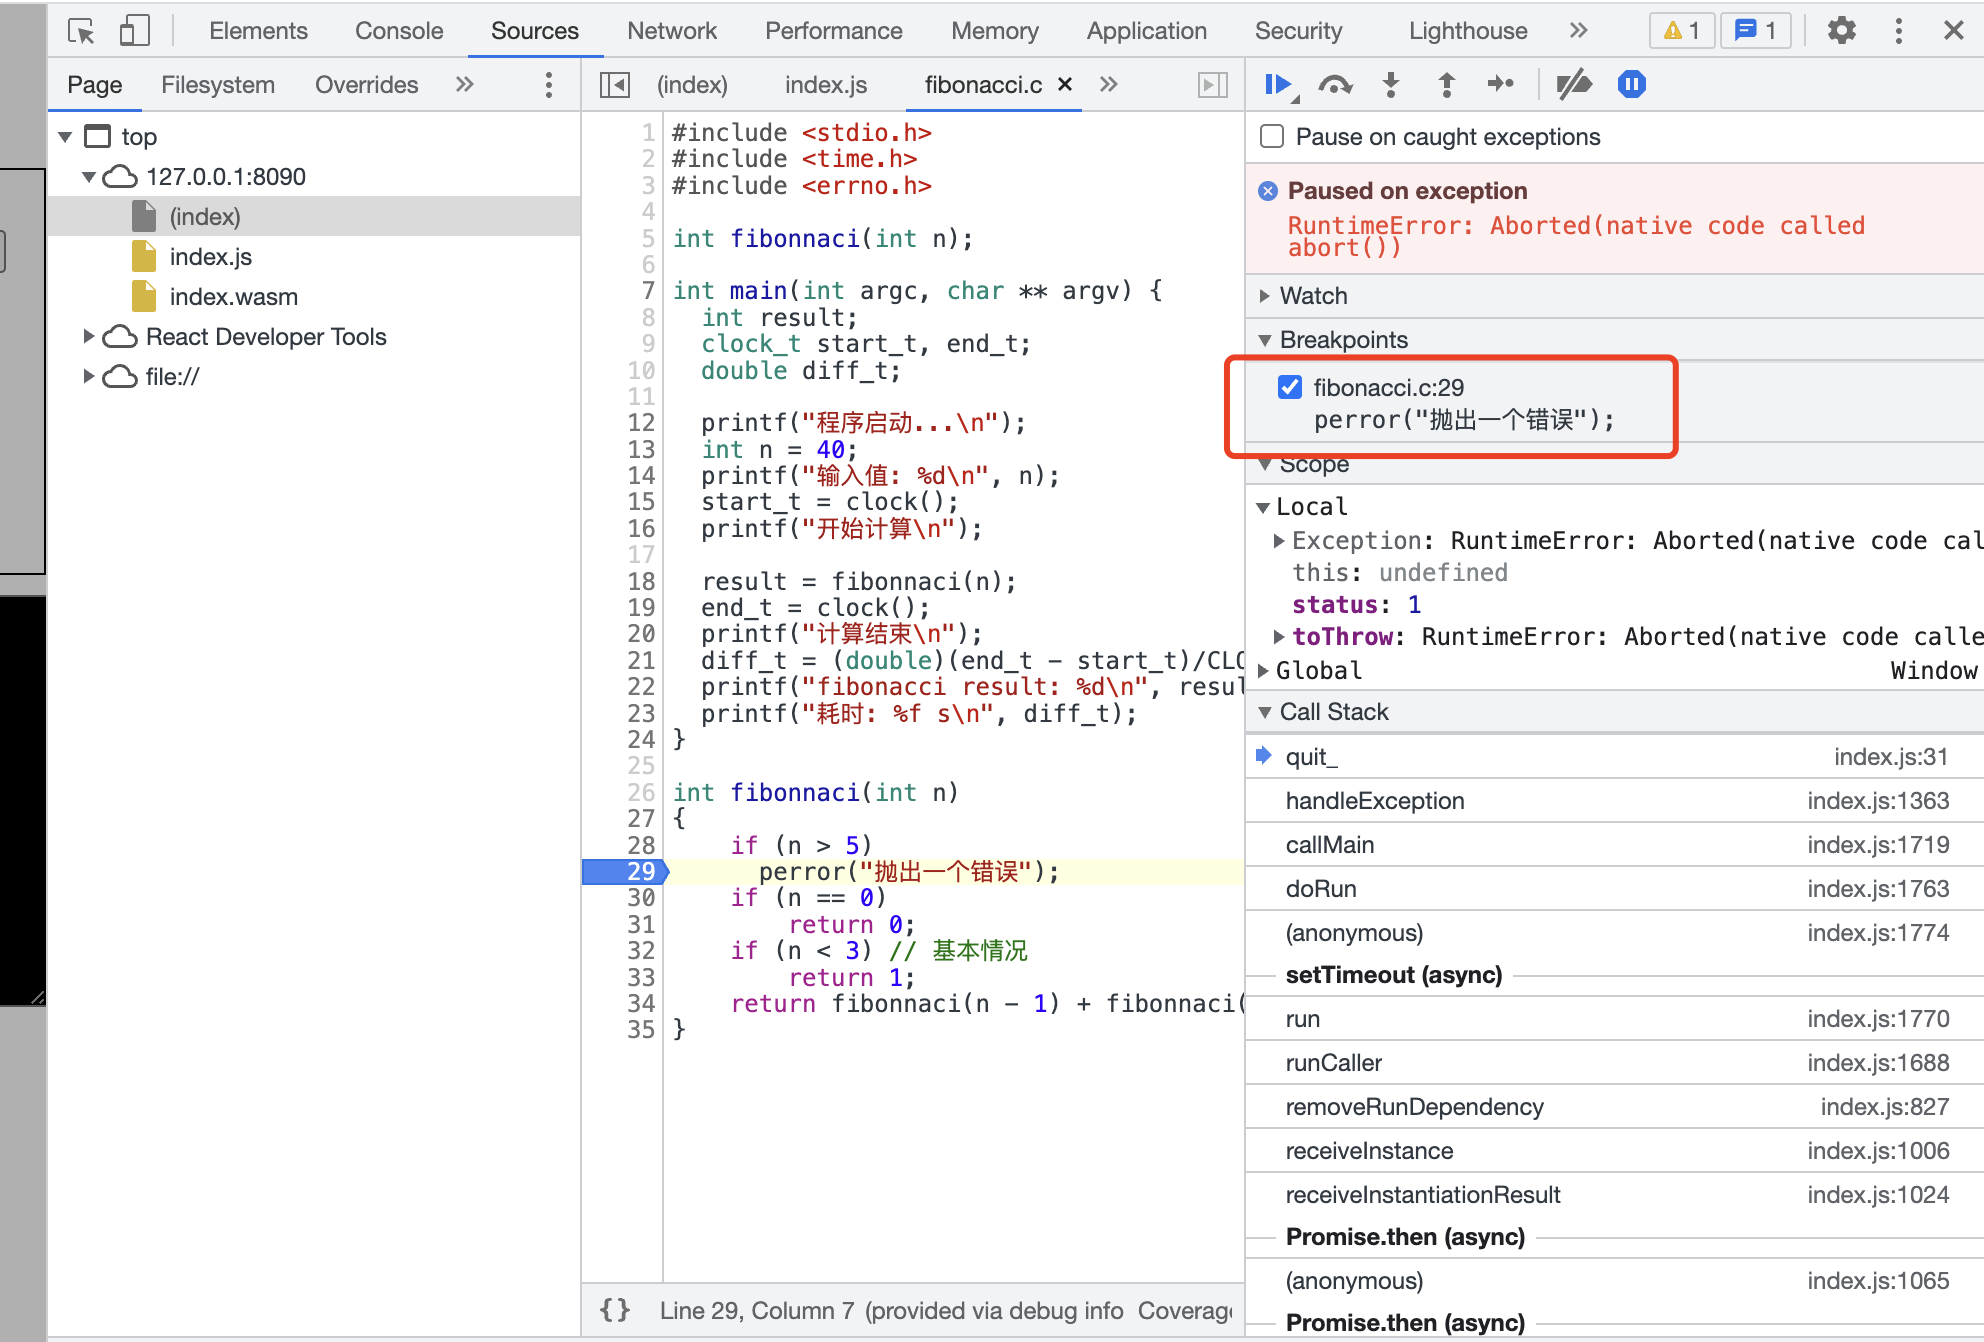 Elements Console Sources Network Performance Memory Application Security Lighthouse 1 1
Page Filesystem Overrides
top
127.0.0.1:8090
(index)
index.js
index.wasm
React Developer Tools
file://
(index) index.js fibonacci.c
1 #include <stdio.h>
2 #include <time.h>
3 #include <errno.h>
4
5 int fibonnaci(int n);
6
7 int main(int argc, char ** argv) {
8 int result;
9 clock_t start_t, end_t;
10 double diff_t;
11
12 printf("程序启动...\n");
13 int n = 40;
14 printf("输入值: %d\n", n);
15 start_t = clock();
16 printf("开始计算\n");
17
18 result = fibonnaci(n);
19 end_t = clock();
20 printf("计算结束\n");
21 diff_t = (double)(end_t - start_t)/CLO
22 printf("fibonacci result: %d\n", resul
23 printf("耗时: %f s\n", diff_t);
24 }
25
26 int fibonnaci(int n)
27 {
28 if (n > 5)
29 perror("抛出一个错误");
30 if (n == 0)
31 return 0;
32 if (n < 3) // 基本情况
33 return 1;
34 return fibonnaci(n - 1) + fibonnaci(
35 }
{} Line 29, Column 7 (provided via debug info Coverage
Pause on caught exceptions
Paused on exception
RuntimeError: Aborted(native code called
abort())
Watch
Breakpoints
fibonacci.c:29
perror("抛出一个错误");
Scope
Local
Exception: RuntimeError: Aborted(native code cal
this: undefined
status: 1
toThrow: RuntimeError: Aborted(native code calle
Global Window
Call Stack
quit_ index.js:31
handleException index.js:1363
callMain index.js:1719
doRun index.js:1763
(anonymous) index.js:1774
setTimeout (async)
run index.js:1770
runCaller index.js:1688
removeRunDependency index.js:827
receiveInstance index.js:1006
receiveInstantiationResult index.js:1024
Promise.then (async)
(anonymous) index.js:1065
Promise.then (async)